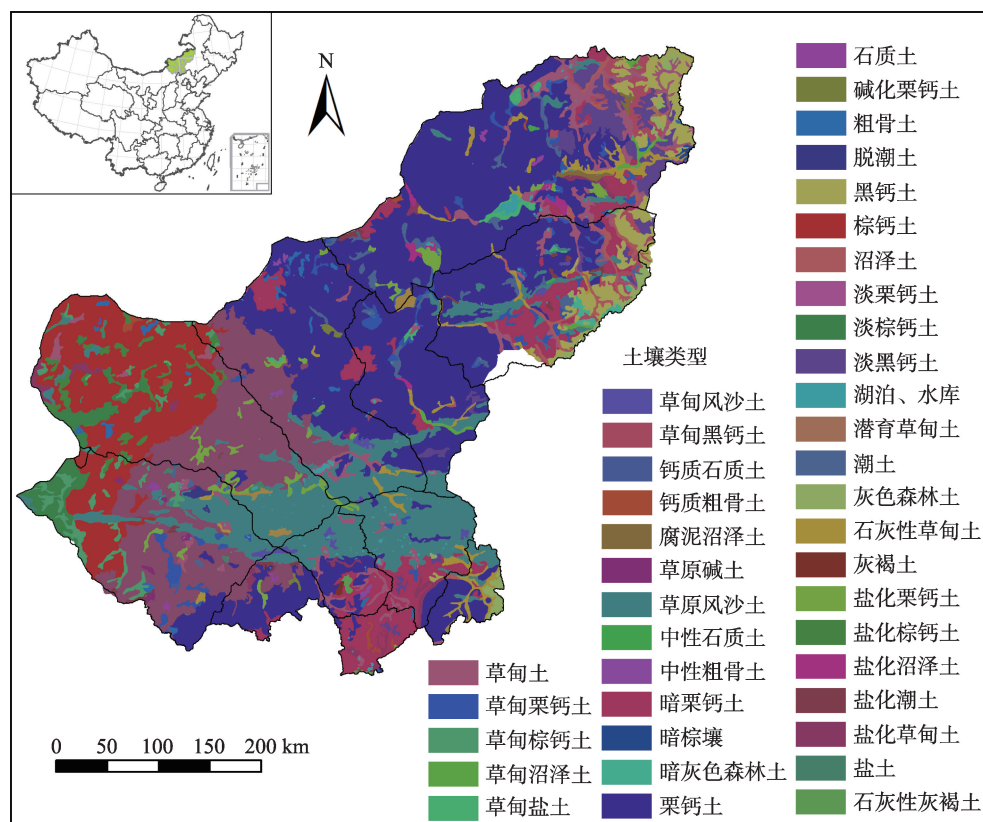 N
土壤类型
草甸土
草甸栗钙土
草甸棕钙土
草甸沼泽土
草甸盐土
草甸风沙土
草甸黑钙土
钙质石质土
钙质粗骨土
腐泥沼泽土
草原碱土
草原风沙土
中性石质土
中性粗骨土
暗栗钙土
暗棕壤
暗灰色森林土
栗钙土
石质土
碱化栗钙土
粗骨土
脱潮土
黑钙土
棕钙土
沼泽土
淡栗钙土
淡棕钙土
淡黑钙土
湖泊、水库
潜育草甸土
潮土
灰色森林土
石灰性草甸土
灰褐土
盐化栗钙土
盐化棕钙土
盐化沼泽土
盐化潮土
盐化草甸土
盐土
石灰性灰褐土
0 50 100 150 200 km